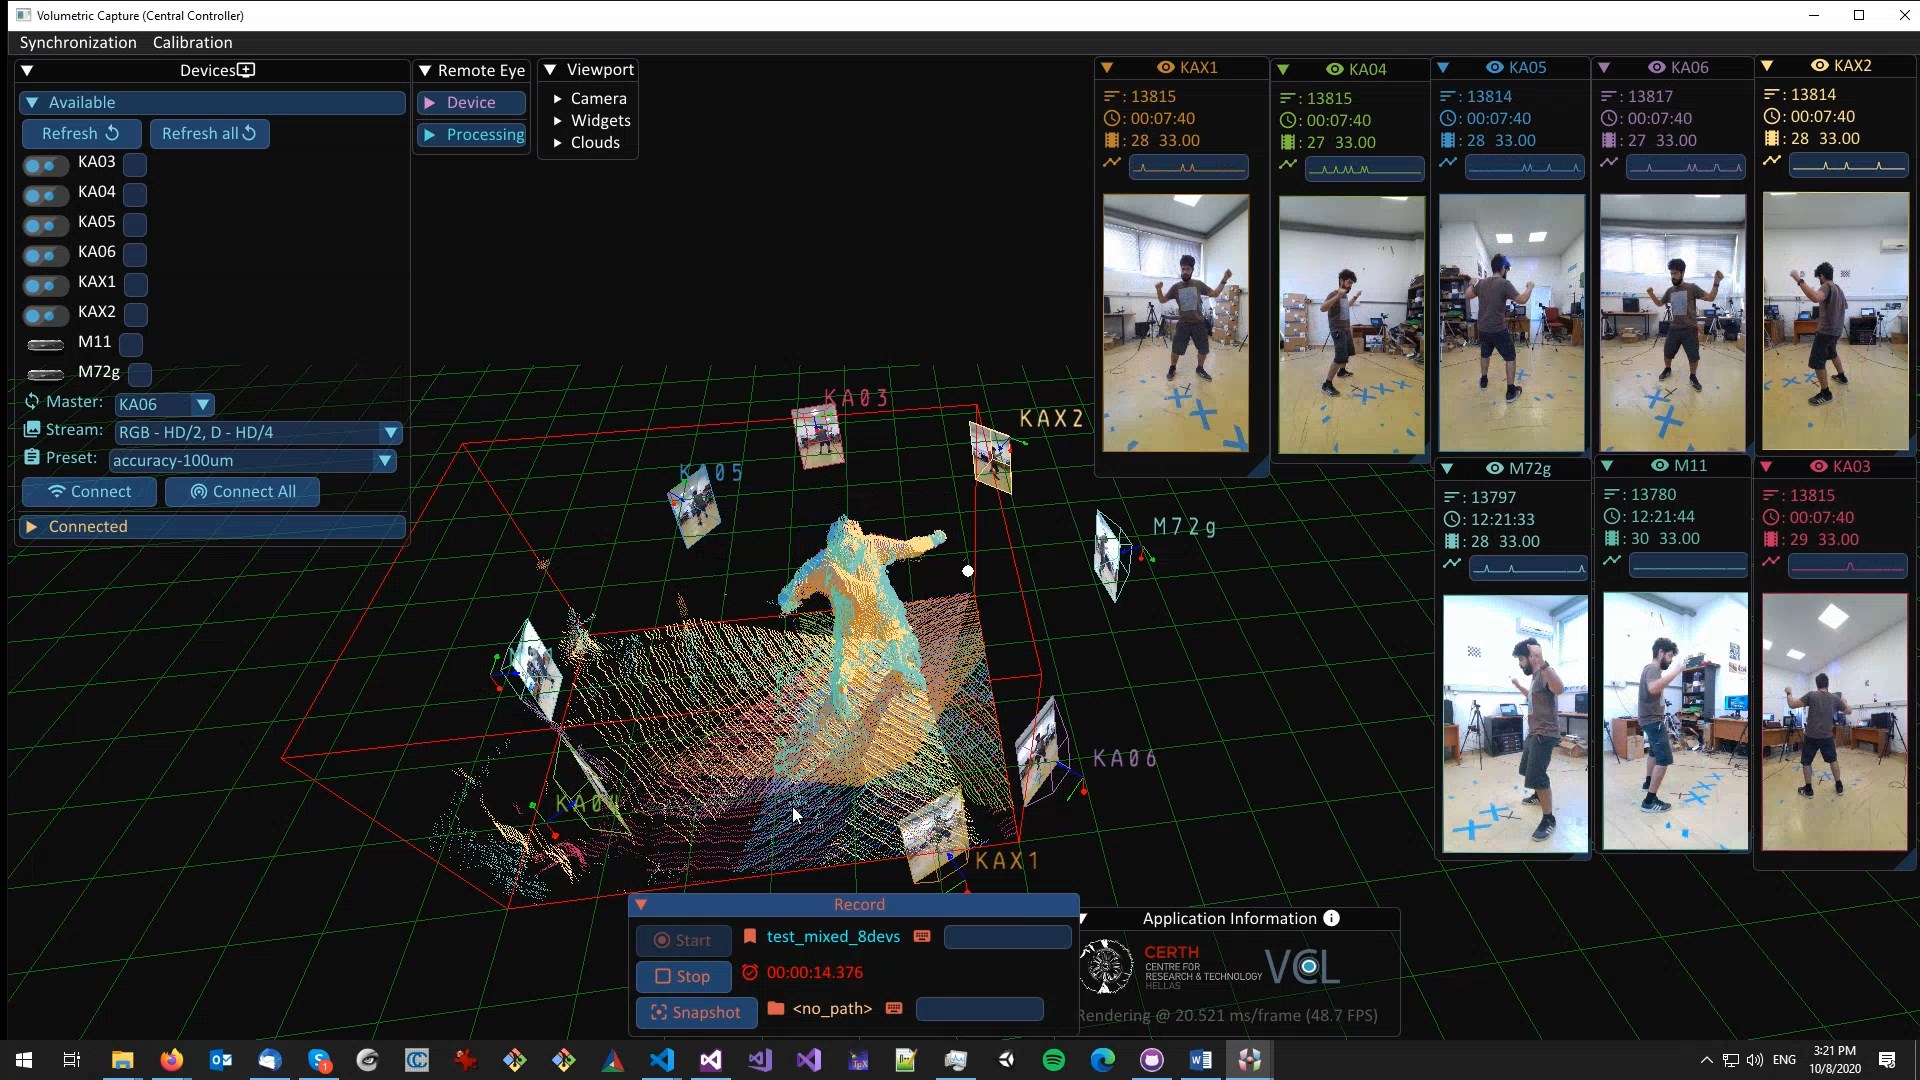 Volumetric Capture (Central Controller)
Synchronization Calibration
Devices
Available
Refresh Refresh all
KA03
KA04
KA05
KA06
KAX1
KAX2
M11
M72g
Master: KA06
Stream: RGB - HD/2, D - HD/4
Preset: accuracy-100um
Connect Connect All
Connected
Remote Eye
Device
Processing
Viewport
Camera
Widgets
Clouds
KAX1
: 13815
: 00:07:40
: 28 33.00
KA04
: 13815
: 00:07:40
: 27 33.00
KA05
: 13814
: 00:07:40
: 28 33.00
KA06
: 13817
: 00:07:40
: 27 33.00
KAX2
: 13814
: 00:07:40
: 28 33.00
M72g
: 13797
: 12:21:33
: 28 33.00
M11
: 13780
: 12:21:44
: 30 33.00
KA03
: 13815
: 00:07:40
: 29 33.00
KA03
KAX2
KA05
M72g
KA06
KA04
KAX1
Record
Start test_mixed_8devs
Stop 00:00:14.376
Snapshot <no_path>
Application Information
CERTH
CENTRE FOR
RESEARCH & TECHNOLOGY
HELLAS
VCL
Rendering @ 20.521 ms/frame (48.7 FPS)
ENG
3:21 PM
10/8/2020